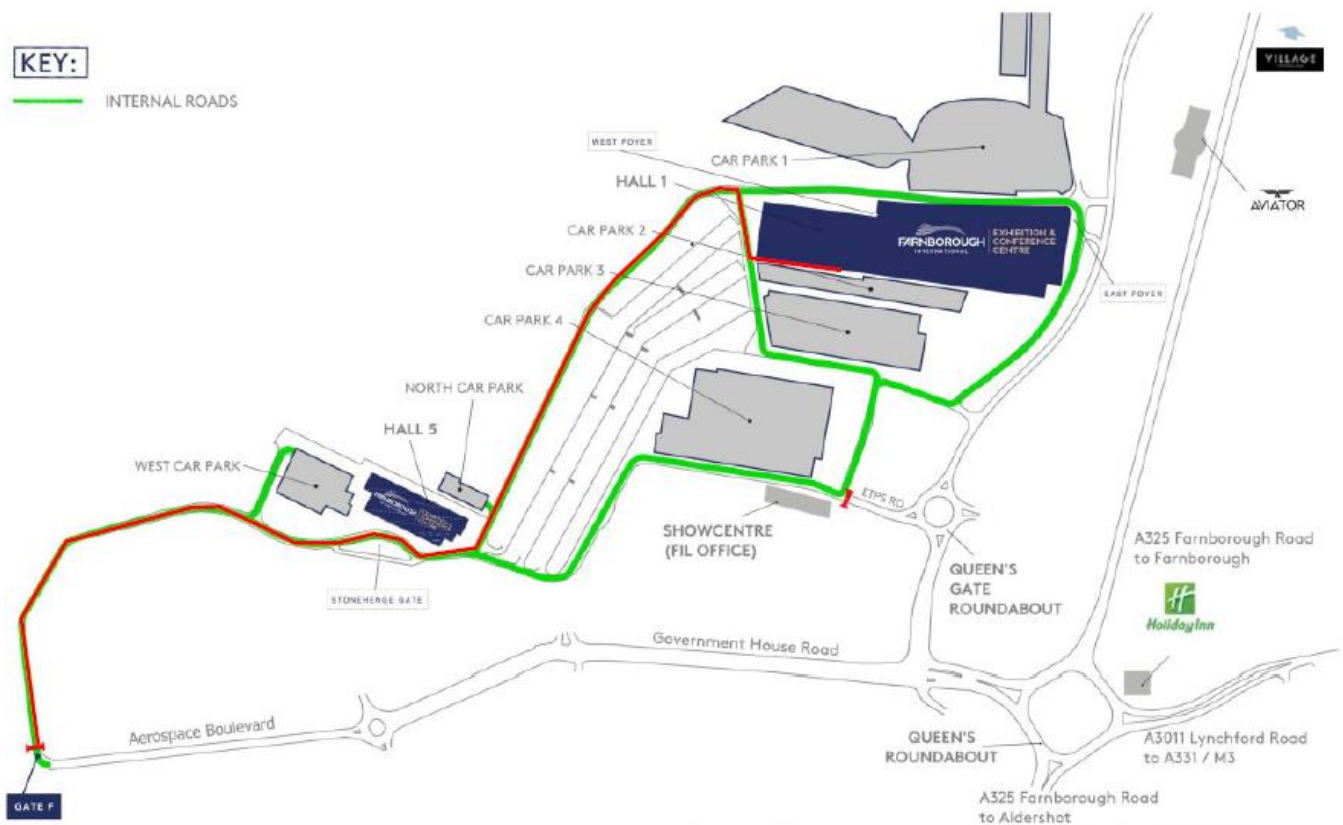 KEY:
INTERNAL ROADS
VILLAGE
WEST FOYER
CAR PARK 1
HALL 1
AVIATOR
CAR PARK 2
FARNBOROUGH
INTERNATIONAL
EXHIBITION &
CONFERENCE
CENTRE
CAR PARK 3
EAST FOYER
CAR PARK 4
NORTH CAR PARK
HALL 5
WEST CAR PARK
FARNBOROUGH
ETPS RD
SHOWCENTRE
(FIL OFFICE)
A325 Farnborough Road
to Farnborough
QUEEN'S
GATE
ROUNDABOUT
H
Holiday Inn
STONEHENGE GATE
Government House Road
Aerospace Boulevard
QUEEN'S
ROUNDABOUT
A3011 Lynchford Road
to A331 / M3
GATE F
A325 Farnborough Road
to Aldershot